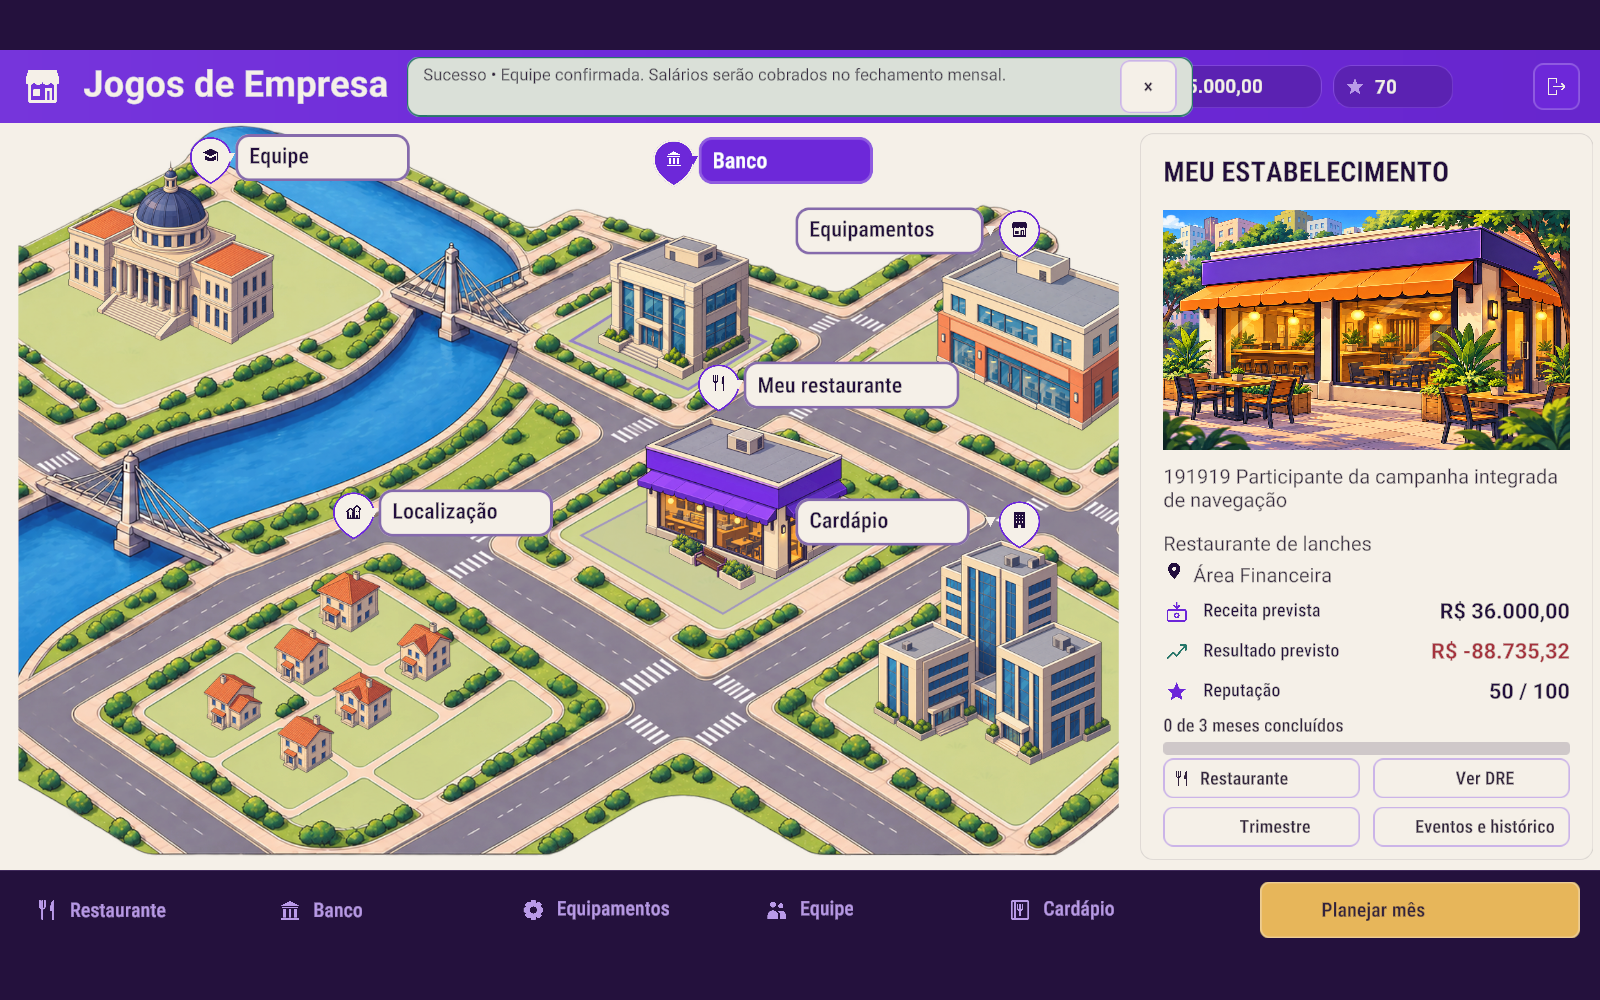 Jogos de Empresa
Sucesso • Equipe confirmada. Salários serão cobrados no fechamento mensal.
×
5.000,00
70
Equipe
Banco
Equipamentos
Meu restaurante
Localização
Cardápio
MEU ESTABELECIMENTO
191919 Participante da campanha integrada
de navegação
Restaurante de lanches
Área Financeira
Receita prevista R$ 36.000,00
Resultado previsto R$ -88.735,32
Reputação 50 / 100
0 de 3 meses concluídos
Restaurante
Ver DRE
Trimestre
Eventos e histórico
Restaurante
Banco
Equipamentos
Equipe
Cardápio
Planejar mês